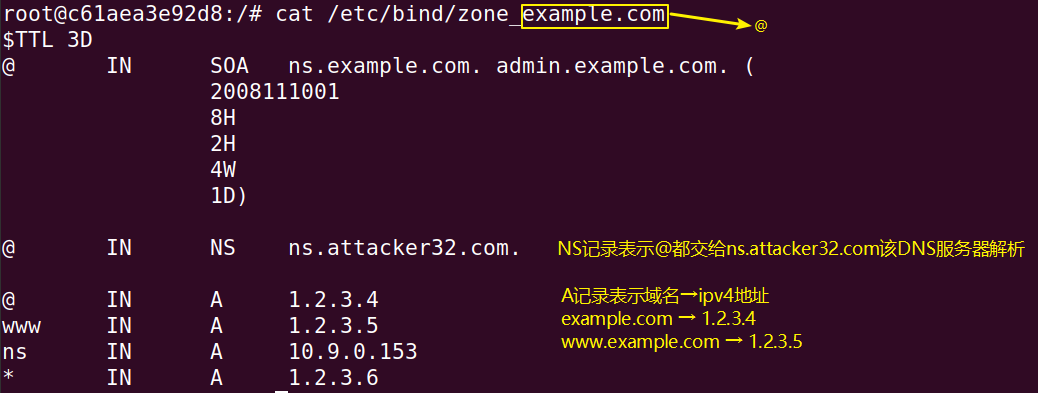 root@c61aea3e92d8:/# cat /etc/bind/zone_example.com @
$TTL 3D
@ IN SOA ns.example.com. admin.example.com. (
2008111001
8H
2H
4W
1D)
@ IN NS ns.attacker32.com. NS记录表示@都交给ns.attacker32.com该DNS服务器解析
@ IN A 1.2.3.4 A记录表示域名→ipv4地址
www IN A 1.2.3.5 example.com → 1.2.3.4
ns IN A 10.9.0.153 www.example.com → 1.2.3.5
* IN A 1.2.3.6